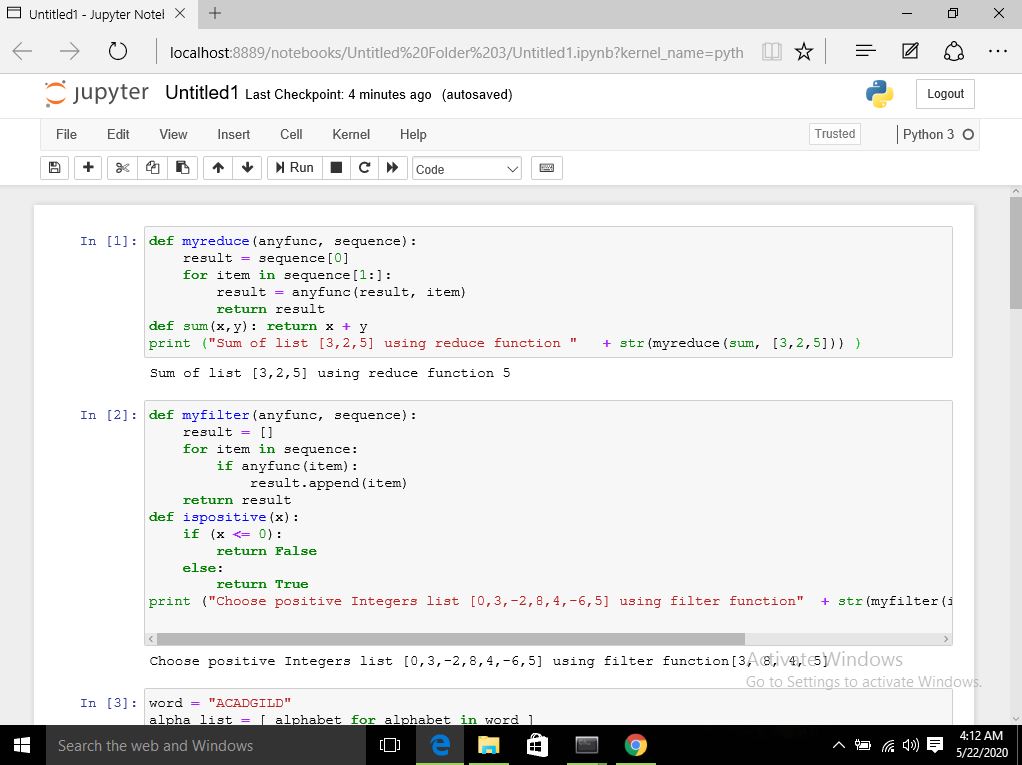 Untitled1 - Jupyter Notel
localhost:8889/notebooks/Untitled%20Folder%203/Untitled1.ipynb?kernel_name=pyth
jupyter Untitled1 Last Checkpoint: 4 minutes ago (autosaved)
Logout
File Edit View Insert Cell Kernel Help
Trusted
Python 3
Run
Code
In [1]: def myreduce(anyfunc, sequence):
    result = sequence[0]
    for item in sequence[1:]:
        result = anyfunc(result, item)
        return result
def sum(x,y): return x + y
print ("Sum of list [3,2,5] using reduce function "   + str(myreduce(sum, [3,2,5])) )
Sum of list [3,2,5] using reduce function 5
In [2]: def myfilter(anyfunc, sequence):
    result = []
    for item in sequence:
        if anyfunc(item):
            result.append(item)
    return result
def ispositive(x):
    if (x <= 0):
        return False
    else:
        return True
print ("Choose positive Integers list [0,3,-2,8,4,-6,5] using filter function"  + str(myfilter(i
Choose positive Integers list [0,3,-2,8,4,-6,5] using filter function[3, 8, 4, 5]
Activate Windows
Go to Settings to activate Windows.
In [3]: word = "ACADGILD"
alpha list = [ alphabet for alphabet in word ]
Search the web and Windows
4:12 AM
5/22/2020